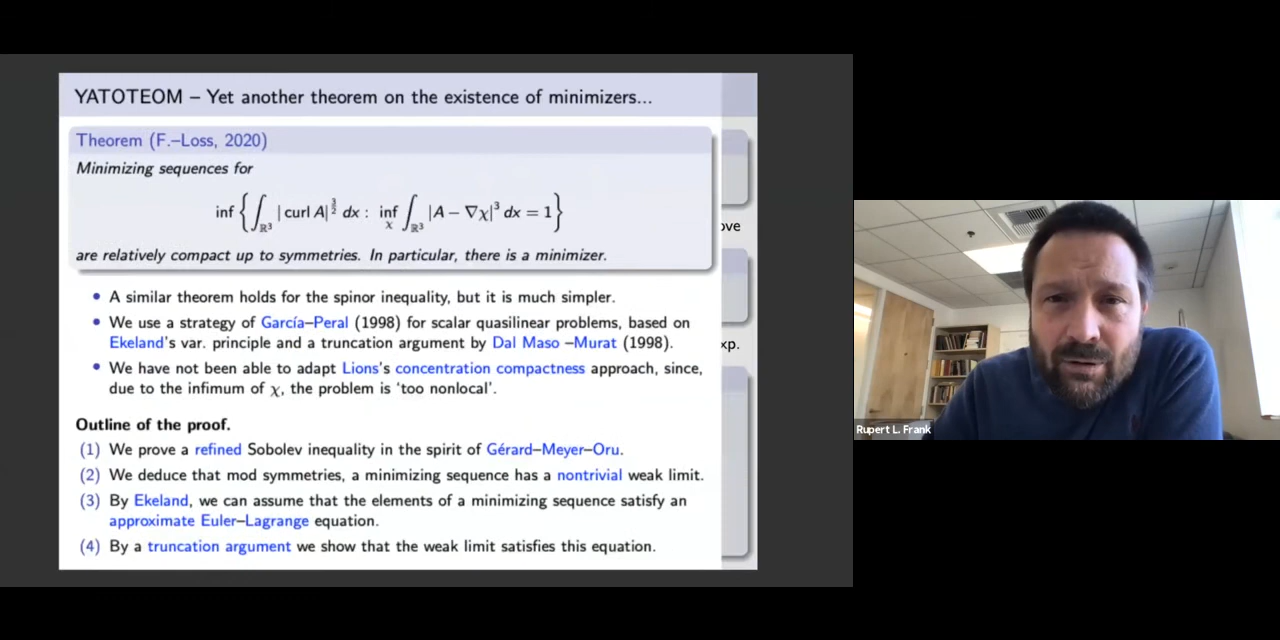 YATOTEOM – Yet another theorem on the existence of minimizers...
Theorem (F.–Loss, 2020)
Minimizing sequences for
inf { ∫_{ℝ³} | curl A|^{3/2} dx : inf_χ ∫_{ℝ³} |A − ∇χ|³ dx = 1 }
are relatively compact up to symmetries. In particular, there is a minimizer.
ove
• A similar theorem holds for the spinor inequality, but it is much simpler.
• We use a strategy of García–Peral (1998) for scalar quasilinear problems, based on
Ekeland's var. principle and a truncation argument by Dal Maso –Murat (1998).
xp.
• We have not been able to adapt Lions's concentration compactness approach, since,
due to the infimum of χ, the problem is 'too nonlocal'.
Outline of the proof.
(1) We prove a refined Sobolev inequality in the spirit of Gérard–Meyer–Oru.
(2) We deduce that mod symmetries, a minimizing sequence has a nontrivial weak limit.
(3) By Ekeland, we can assume that the elements of a minimizing sequence satisfy an
approximate Euler–Lagrange equation.
(4) By a truncation argument we show that the weak limit satisfies this equation.
Rupert L. Frank